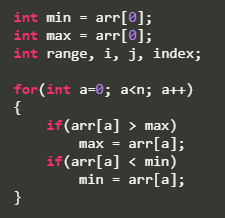 int min = arr[0];
int max = arr[0];
int range, i, j, index;

for(int a=0; a<n; a++)
{
    if(arr[a] > max)
        max = arr[a];
    if(arr[a] < min)
        min = arr[a];
}